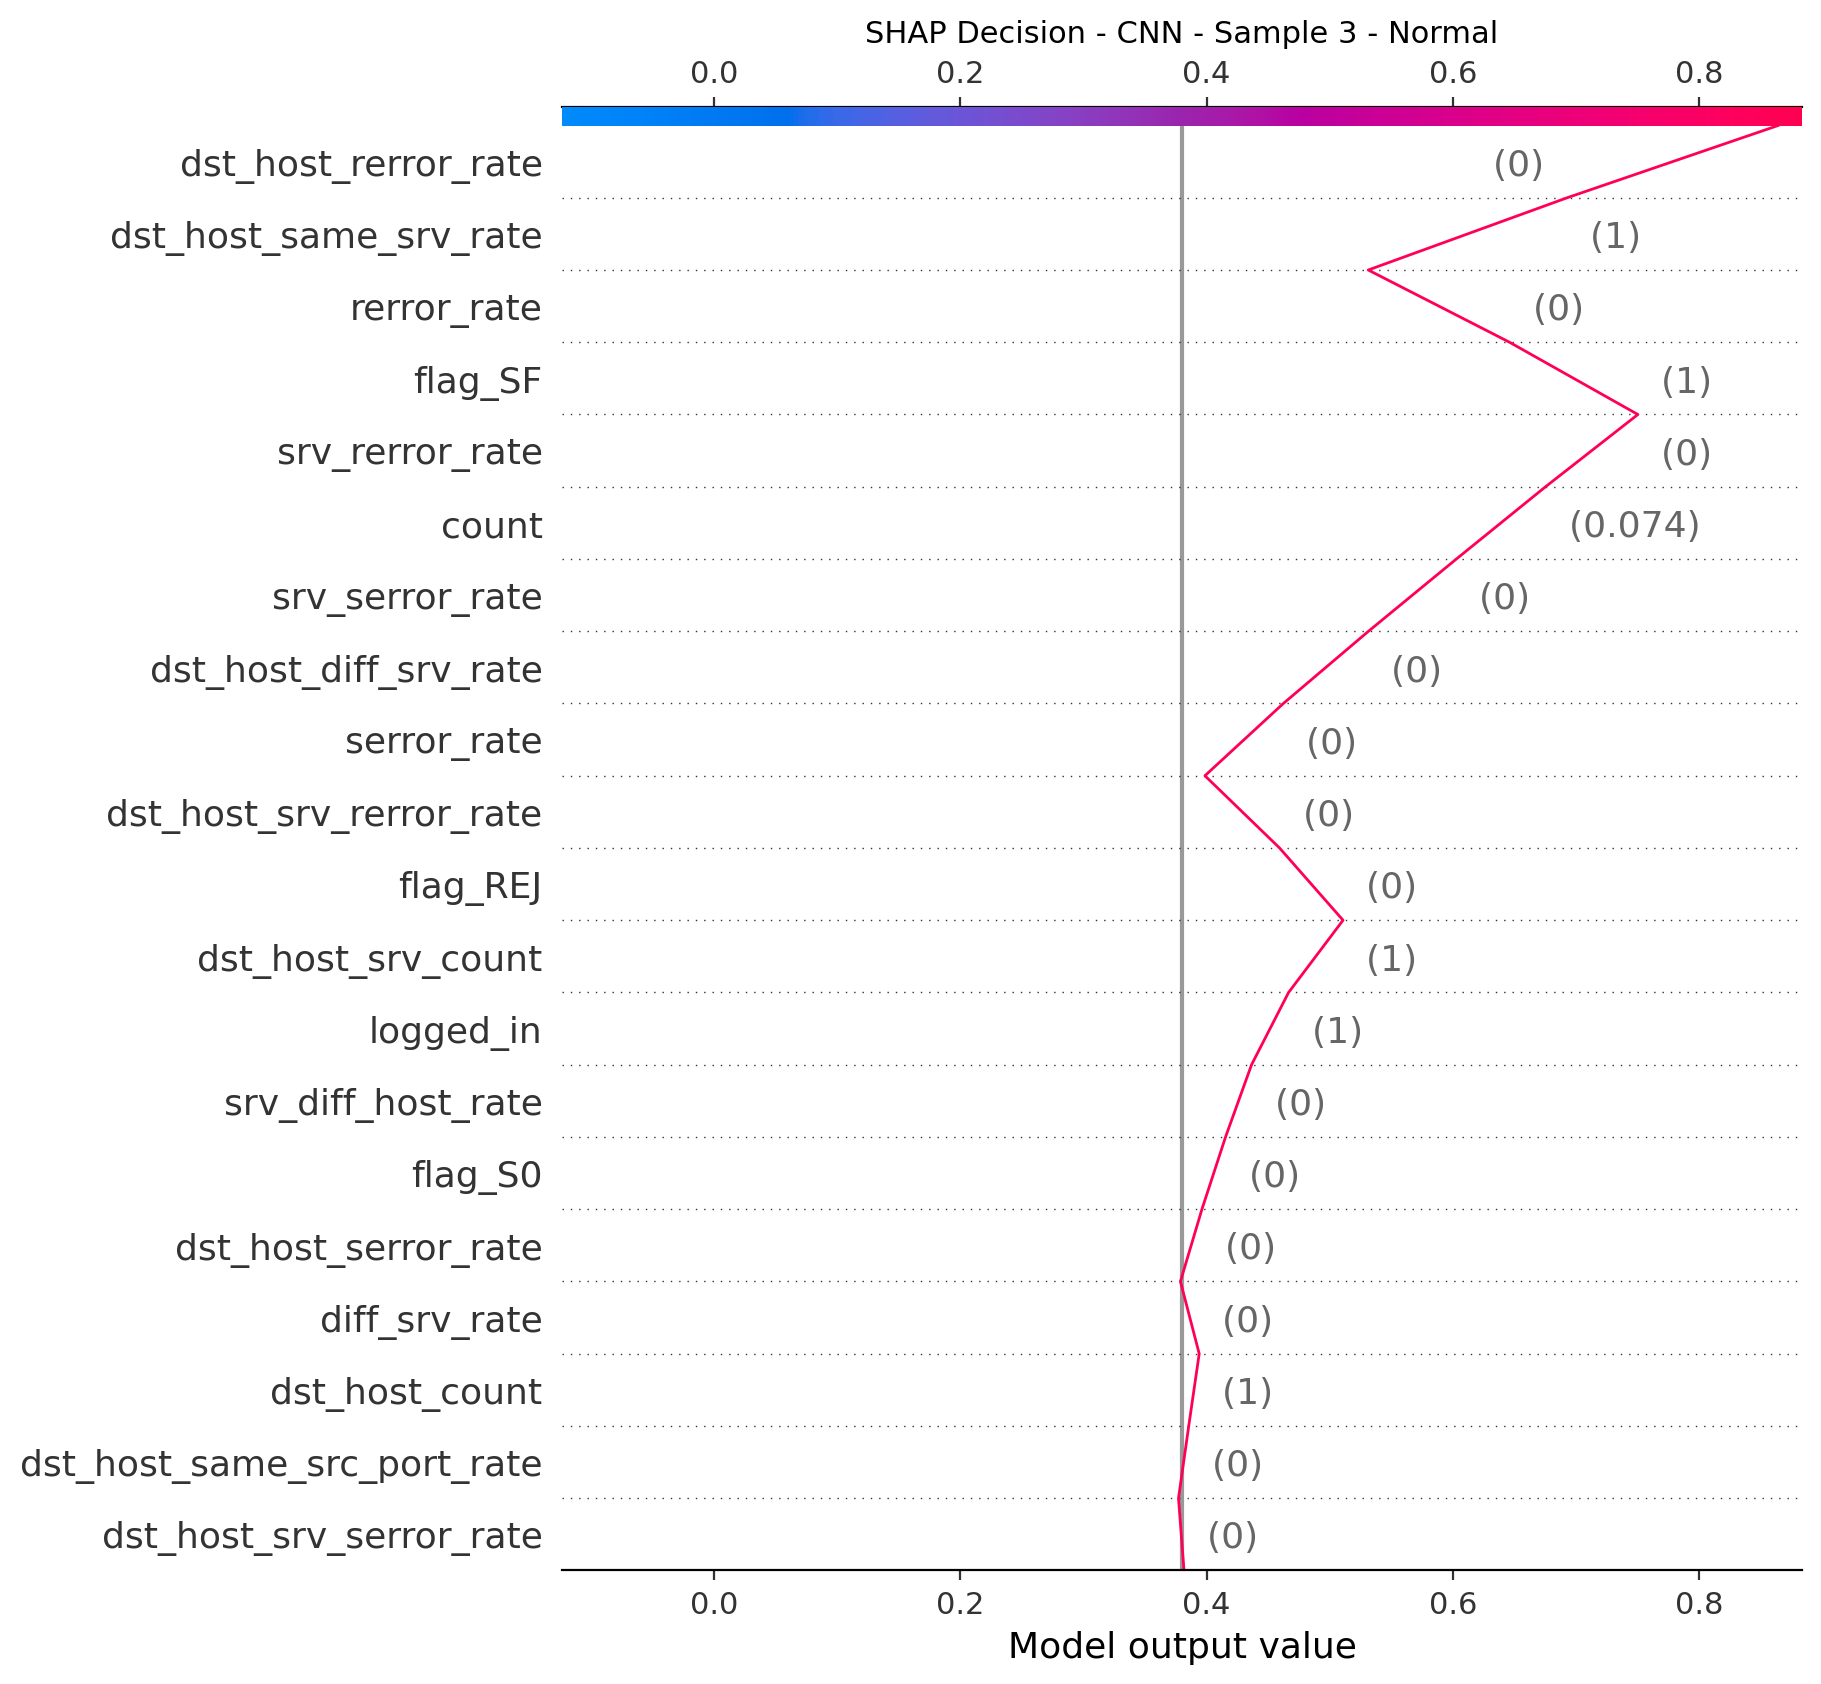 SHAP Decision - CNN - Sample 3 - Normal
0.0 0.2 0.4 0.6 0.8
dst_host_rerror_rate (0)
dst_host_same_srv_rate (1)
rerror_rate (0)
flag_SF (1)
srv_rerror_rate (0)
count (0.074)
srv_serror_rate (0)
dst_host_diff_srv_rate (0)
serror_rate (0)
dst_host_srv_rerror_rate (0)
flag_REJ (0)
dst_host_srv_count (1)
logged_in (1)
srv_diff_host_rate (0)
flag_S0 (0)
dst_host_serror_rate (0)
diff_srv_rate (0)
dst_host_count (1)
dst_host_same_src_port_rate (0)
dst_host_srv_serror_rate (0)
0.0 0.2 0.4 0.6 0.8
Model output value